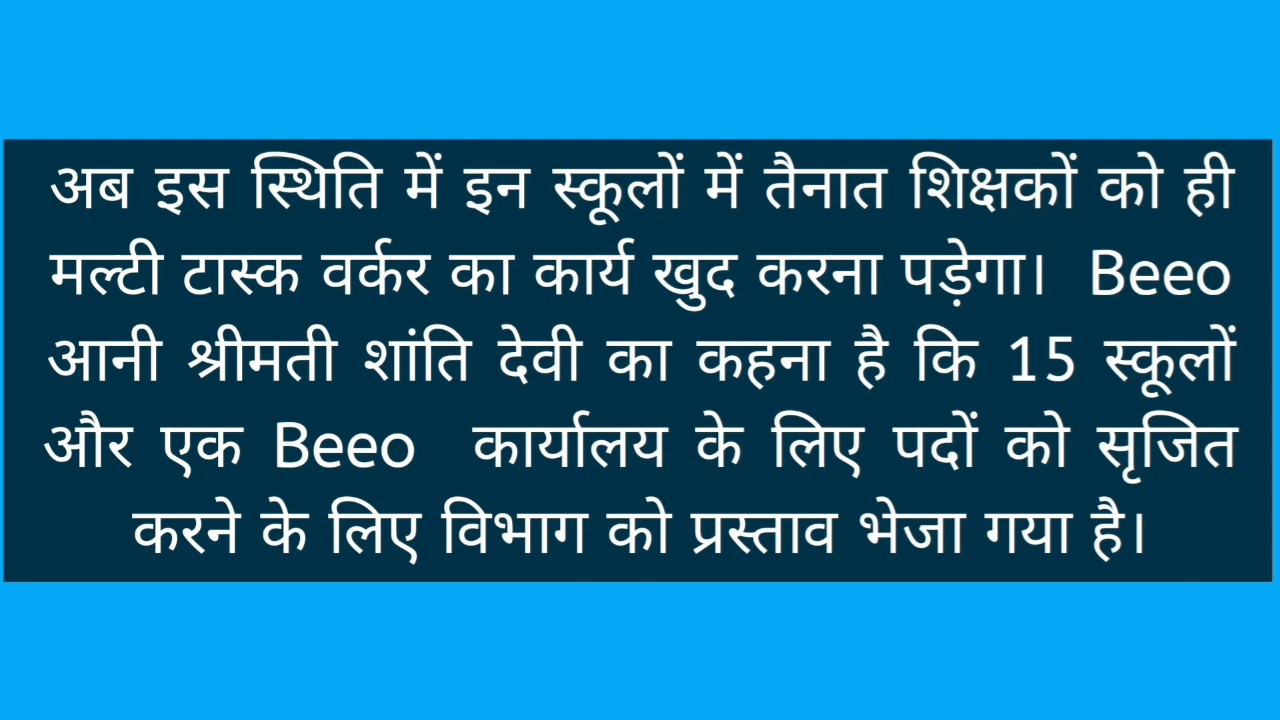 अब इस स्थिति में इन स्कूलों में तैनात शिक्षकों को ही
मल्टी टास्क वर्कर का कार्य खुद करना पड़ेगा। Beeo
आनी श्रीमती शांति देवी का कहना है कि 15 स्कूलों
और एक Beeo कार्यालय के लिए पदों को सृजित
करने के लिए विभाग को प्रस्ताव भेजा गया है।